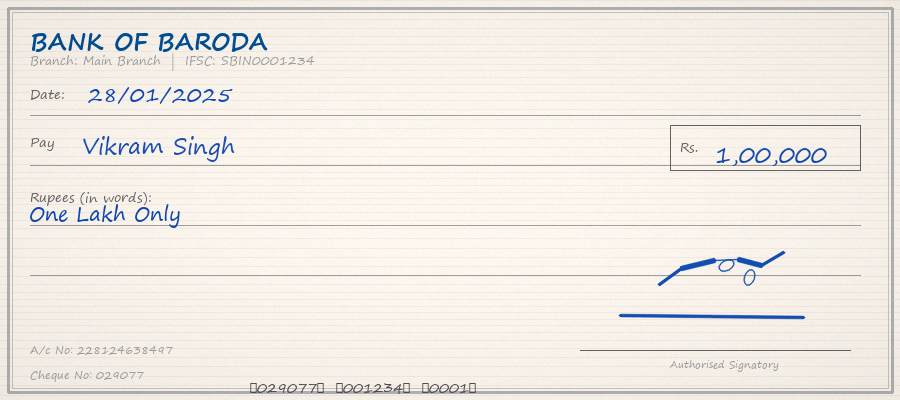 BANK OF BARODA
Branch: Main Branch | IFSC: SBIN0001234
Date: 28/01/2025
Pay Vikram Singh
Rs. 1,00,000
Rupees (in words):
One Lakh Only
A/c No: 228124638497
Authorised Signatory
Cheque No: 029077
⑈029077⑈ ⑆001234⑆ ⑈0001⑈